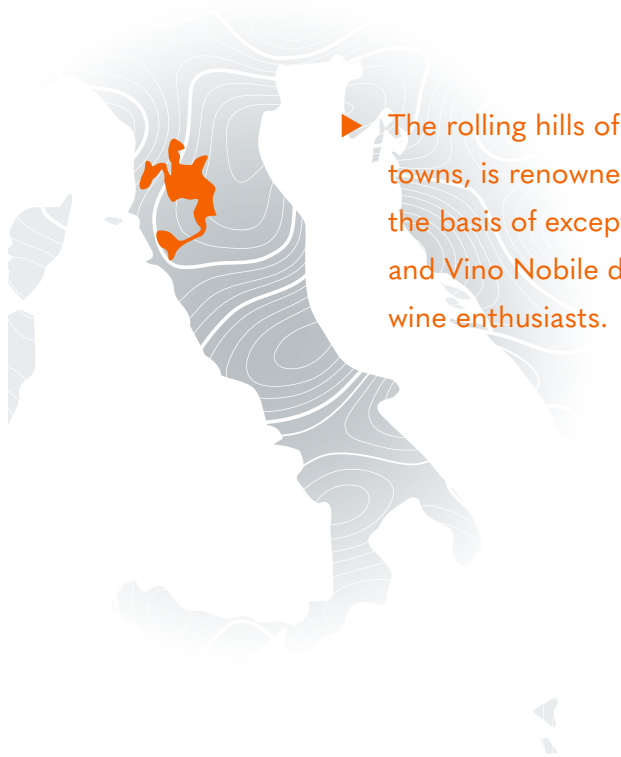 The rolling hills of
towns, is renowne
the basis of excep
and Vino Nobile d
wine enthusiasts.